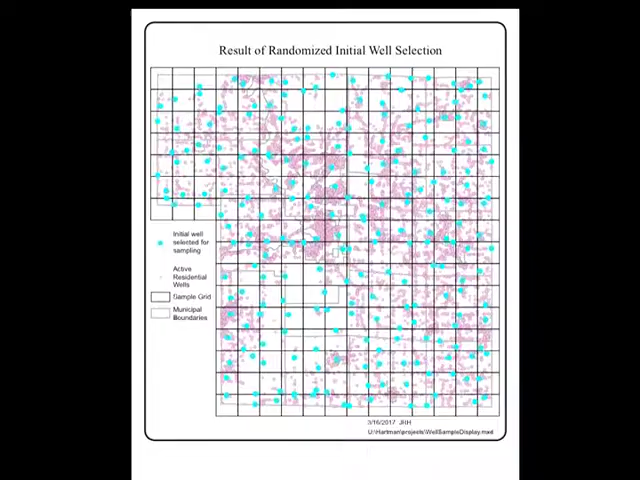 Result of Randomized Initial Well Selection
Initial well
selected for
sampling
Active
Residential
Wells
Sample Grid
Municipal
Boundaries
3/16/2017 JRH
U:\Hartman\projects\WellSampleDisplay.mxd